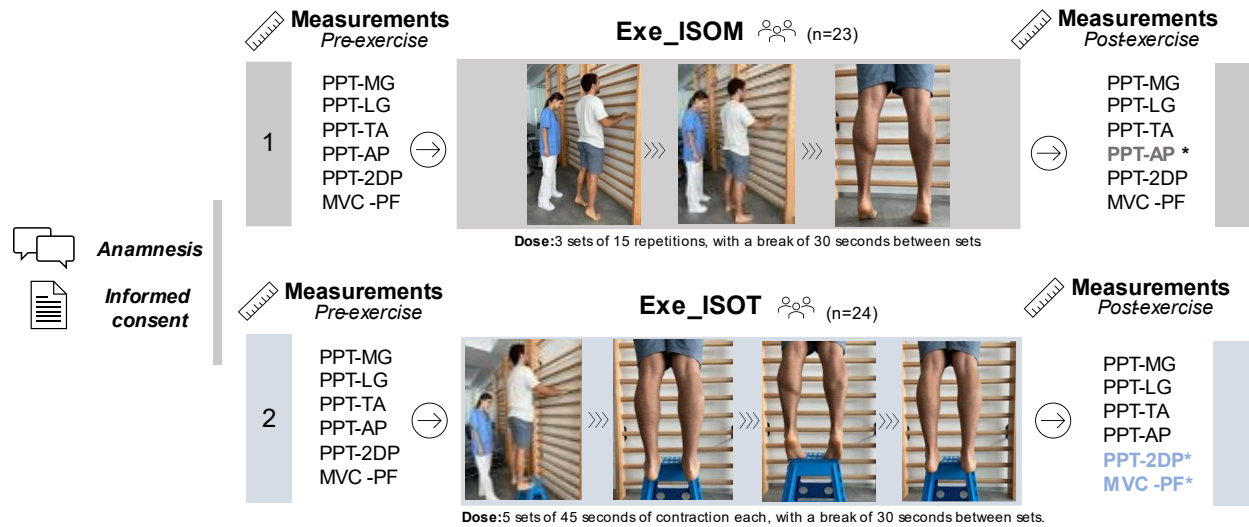 Anamnesis
Informed
consent
Measurements
Pre-exercise
Exe_ISOM (n=23)
Measurements
Post-exercise
1
PPT-MG
PPT-LG
PPT-TA
PPT-AP
PPT-2DP
MVC -PF
PPT-MG
PPT-LG
PPT-TA
PPT-AP *
PPT-2DP
MVC -PF
Dose:3 sets of 15 repetitions, with a break of 30 seconds between sets.
Measurements
Pre-exercise
Exe_ISOT (n=24)
Measurements
Post-exercise
2
PPT-MG
PPT-LG
PPT-TA
PPT-AP
PPT-2DP
MVC -PF
PPT-MG
PPT-LG
PPT-TA
PPT-AP
PPT-2DP*
MVC -PF*
Dose:5 sets of 45 seconds of contraction each, with a break of 30 seconds between sets.